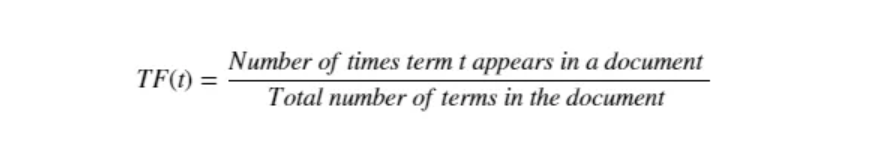 Number of times term t appears in a document
TF(t) =
Total number of terms in the document